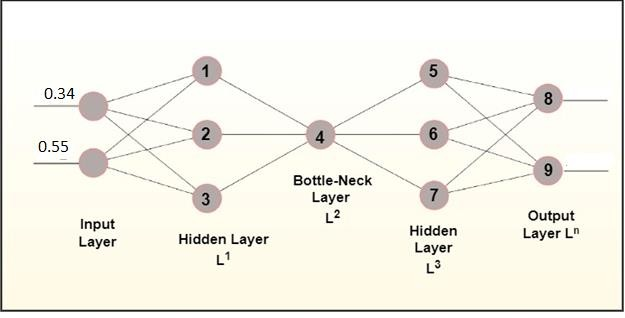 0.34
0.55
1
2
3
4
5
6
7
8
9
Input
Layer
Hidden Layer
L1
Bottle-Neck
Layer
L2
Hidden
Layer
L3
Output
Layer Ln